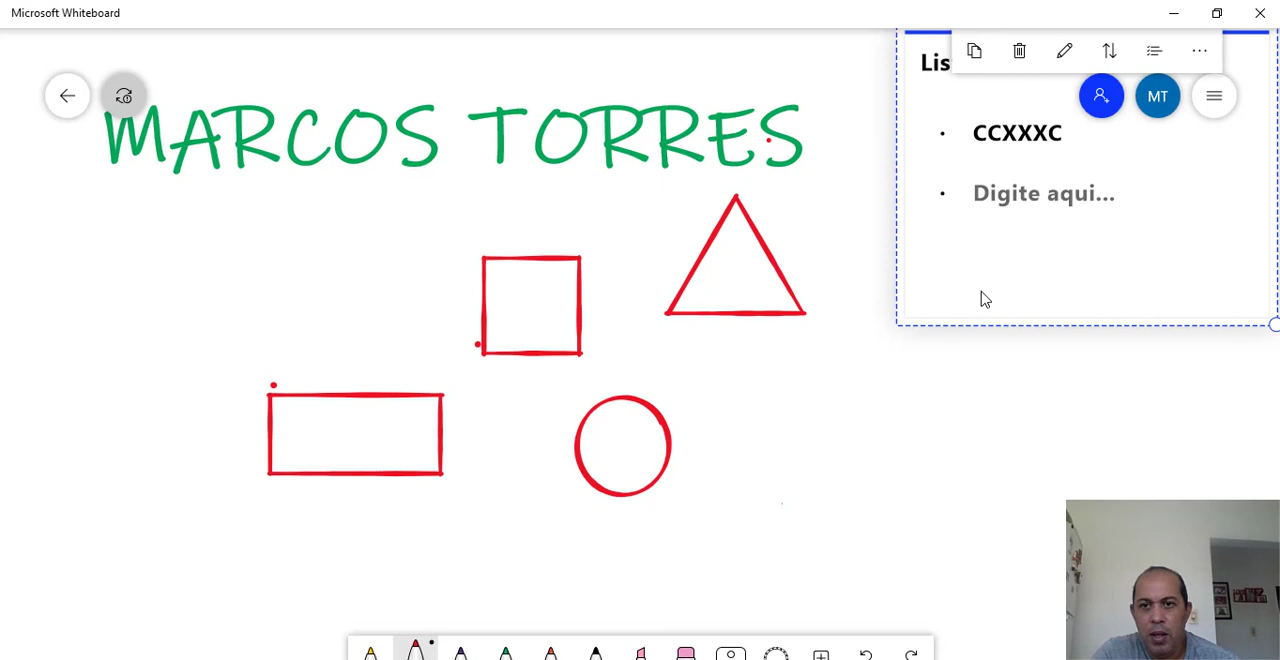 Microsoft Whiteboard
MARCOS TORRES
Lis
MT
CCXXXC
Digite aqui...